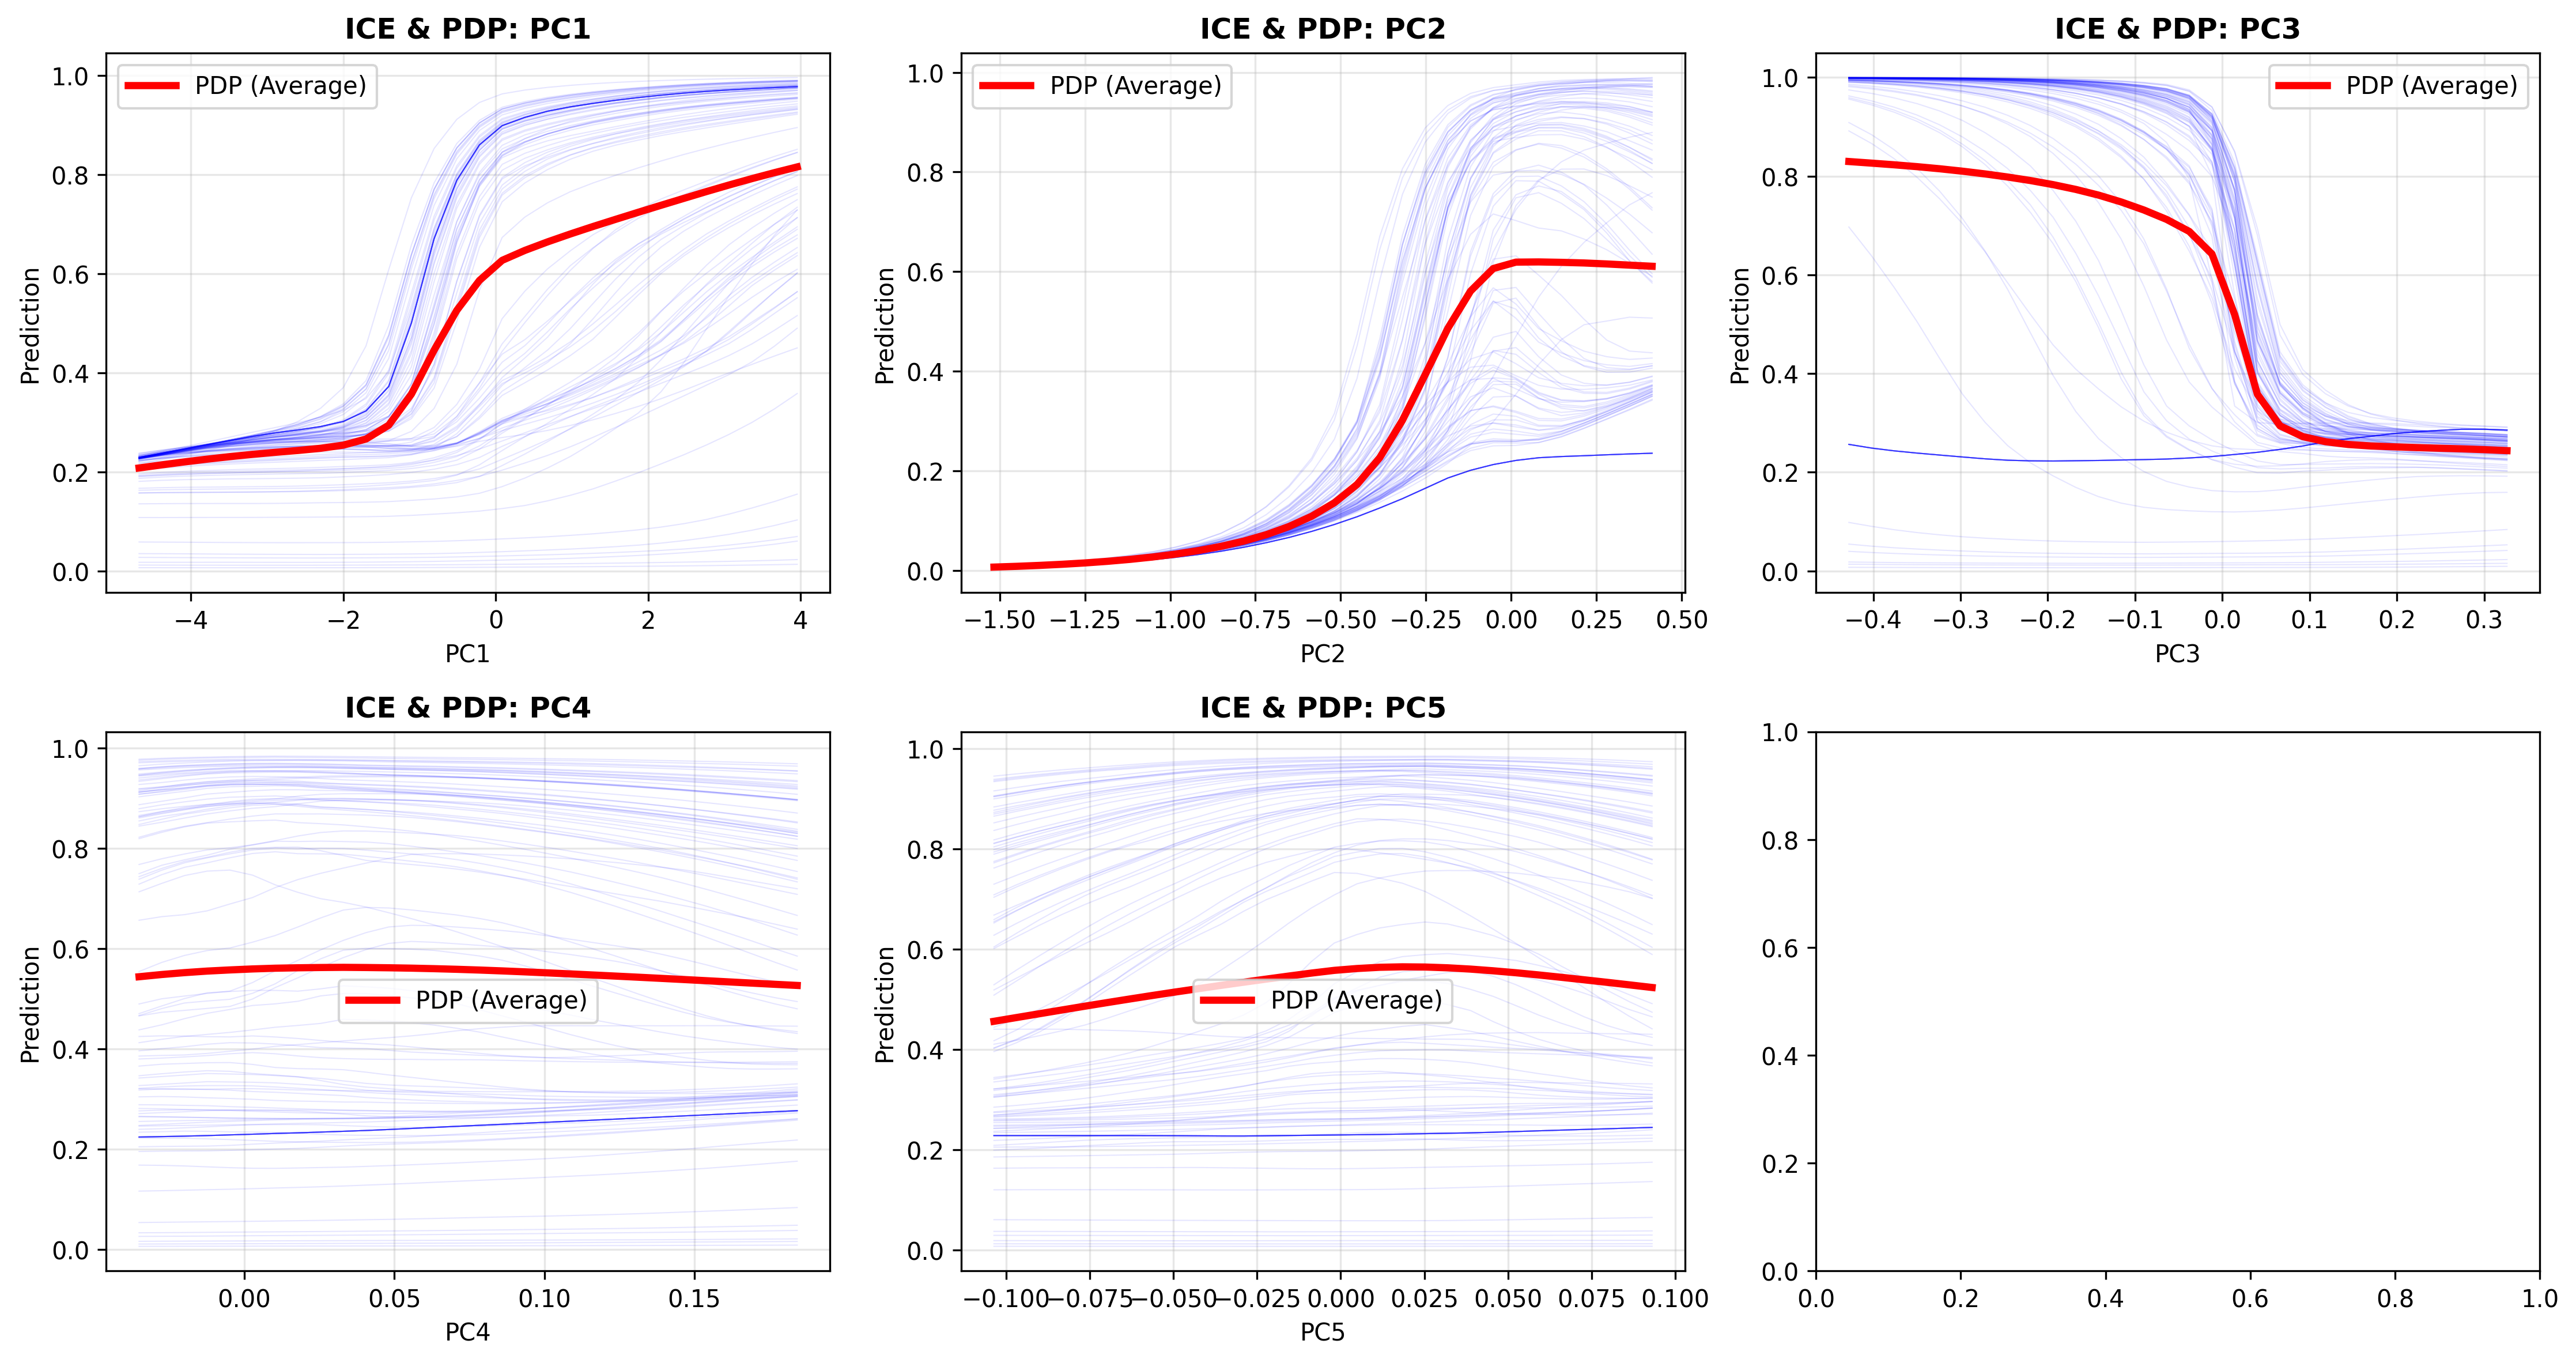 ICE & PDP: PC1
PDP (Average)
1.0
0.8
0.6
0.4
0.2
0.0
Prediction
−4 −2 0 2 4
PC1
ICE & PDP: PC2
PDP (Average)
1.0
0.8
0.6
0.4
0.2
0.0
Prediction
−1.50 −1.25 −1.00 −0.75 −0.50 −0.25 0.00 0.25 0.50
PC2
ICE & PDP: PC3
PDP (Average)
1.0
0.8
0.6
0.4
0.2
0.0
Prediction
−0.4 −0.3 −0.2 −0.1 0.0 0.1 0.2 0.3
PC3
ICE & PDP: PC4
1.0
0.8
0.6
0.4
0.2
0.0
Prediction
PDP (Average)
0.00 0.05 0.10 0.15
PC4
ICE & PDP: PC5
1.0
0.8
0.6
0.4
0.2
0.0
Prediction
PDP (Average)
−0.100 −0.075 −0.050 −0.025 0.000 0.025 0.050 0.075 0.100
PC5
1.0
0.8
0.6
0.4
0.2
0.0
0.0 0.2 0.4 0.6 0.8 1.0